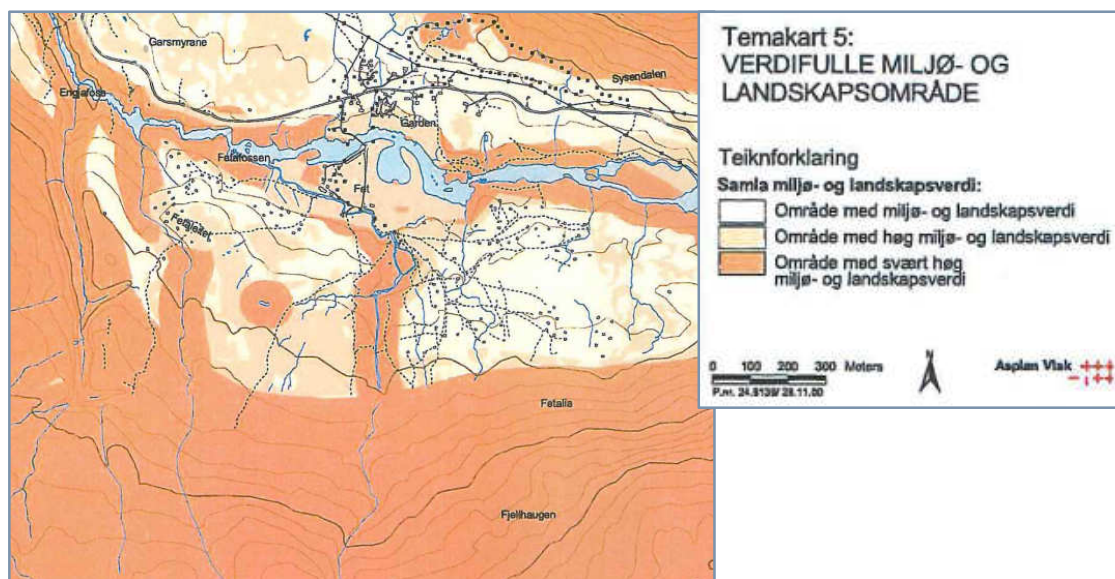 Garsmyrane
Sysendalen
Englafoss
Garden
Fetafossen
Fet
Fetalia
Fjellhaugen
Temakart 5:
VERDIFULLE MILJØ- OG
LANDSKAPSOMRÅDE
Teiknforklaring
Samla miljø- og landskapsverdi:
Område med miljø- og landskapsverdi
Område med høg miljø- og landskapsverdi
Område med svært høg
miljø- og landskapsverdi
0 100 200 300 Meters
N
Asplan Viak